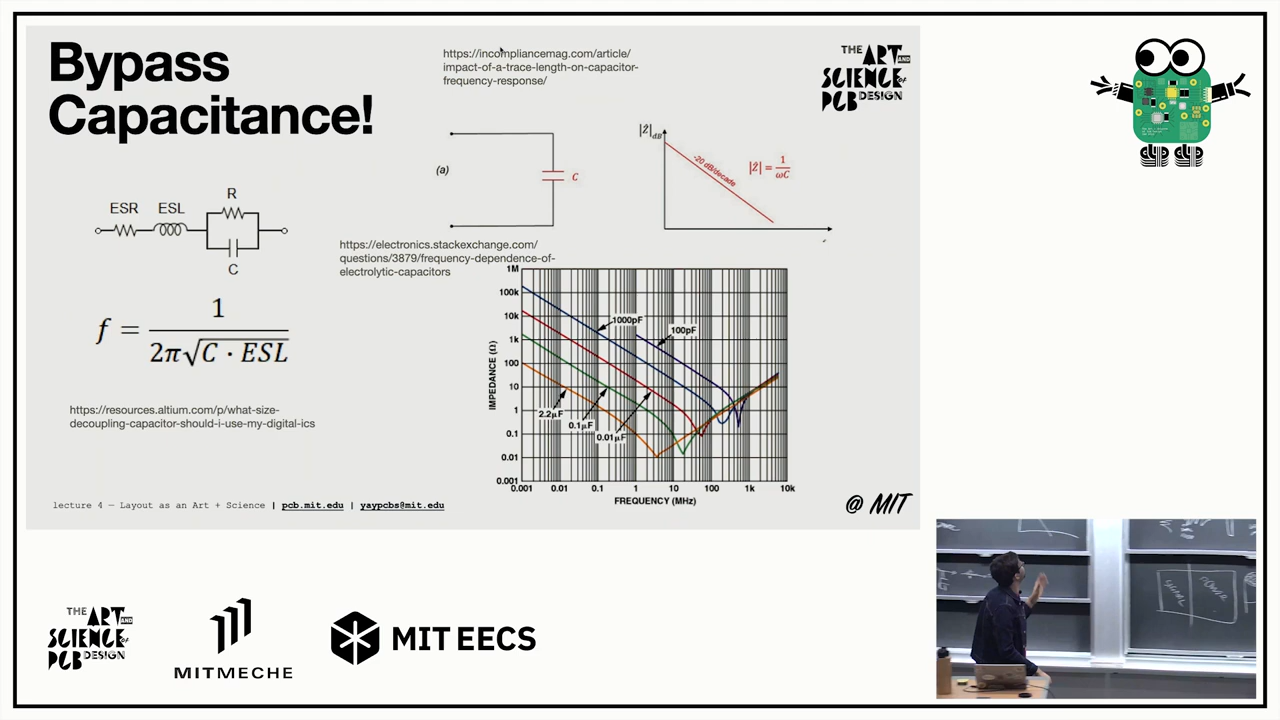 Bypass
Capacitance!
https://incompliancemag.com/article/
impact-of-a-trace-length-on-capacitor-
frequency-response/
THE ART AND
SCIENCE of
PCB DESIGN
(a)
C
|Ẑ|dB
-20 dB/decade
|Ẑ| = 1/ωC
ESR
ESL
R
C
f = 1/2π√C · ESL
https://electronics.stackexchange.com/
questions/3879/frequency-dependence-of-
electrolytic-capacitors
IMPEDANCE (Ω)
1M
100k
10k
1k
100
10
1
0.1
0.01
0.001
1000pF
100pF
2.2µF
0.1µF
0.01µF
0.001 0.01 0.1 1 10 100 1k 10k
FREQUENCY (MHz)
https://resources.altium.com/p/what-size-
decoupling-capacitor-should-i-use-my-digital-ics
lecture 4 — Layout as an Art + Science | pcb.mit.edu | yaypcbs@mit.edu
@ MIT
THE ART AND
SCIENCE of
PCB DESIGN
MITMECHE
MIT EECS